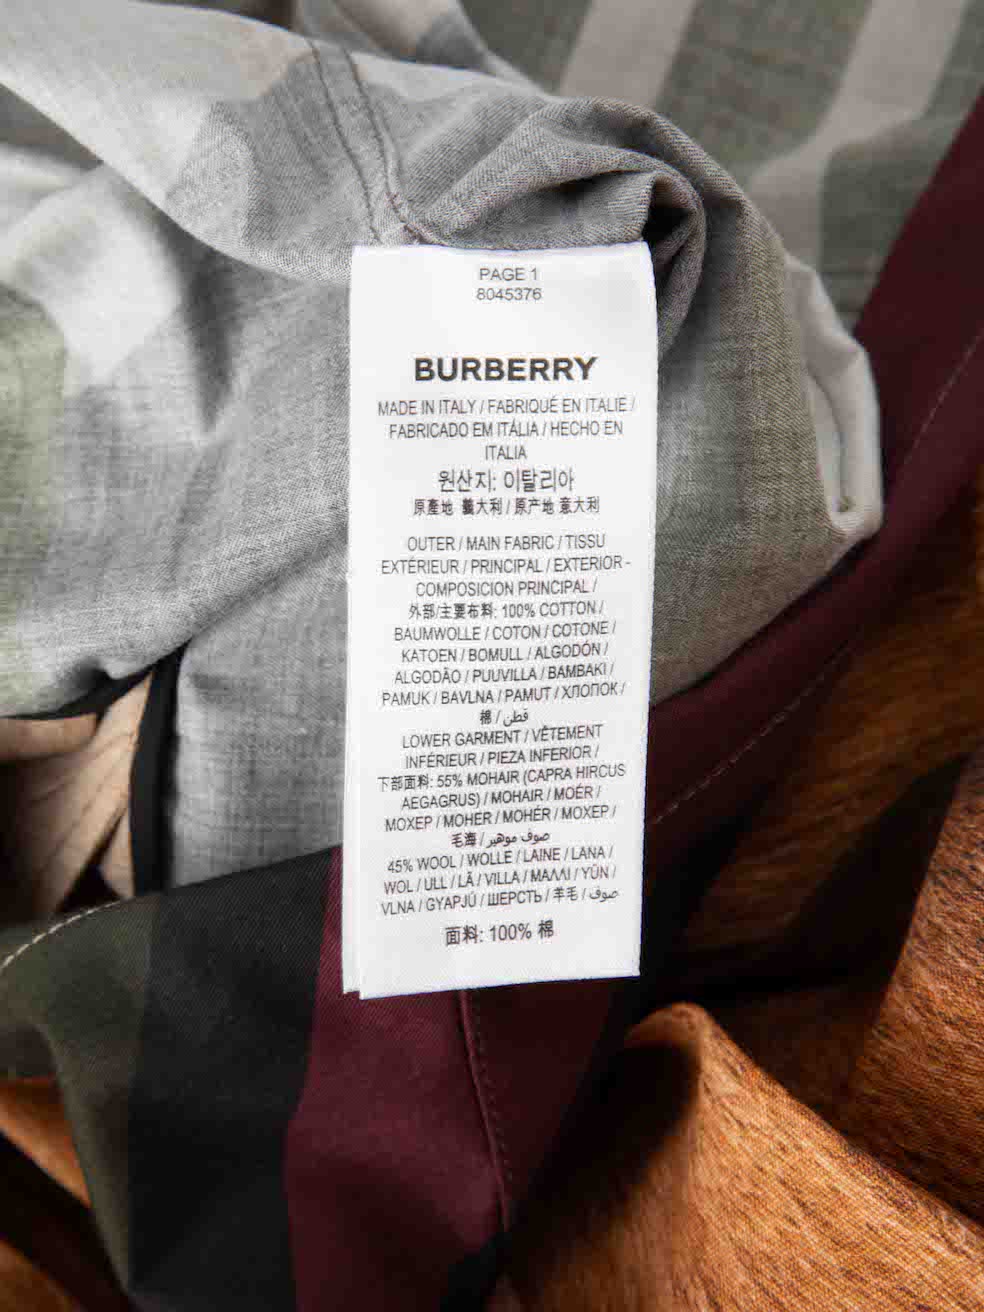 PAGE 1
8045376
BURBERRY
MADE IN ITALY / FABRIQUÉ EN ITALIE /
FABRICADO EM ITÁLIA / HECHO EN
ITALIA
원산지: 이탈리아
原產地 義大利 / 原产地 意大利
OUTER / MAIN FABRIC / TISSU
EXTÉRIEUR / PRINCIPAL / EXTERIOR -
COMPOSICION PRINCIPAL /
外部/主要布料: 100% COTTON /
BAUMWOLLE / COTON / COTONE /
KATOEN / BOMULL / ALGODÓN /
ALGODÃO / PUUVILLA / BAMBAKI /
PAMUK / BAVLNA / PAMUT / ХЛОПОК /
棉 / قطن
LOWER GARMENT / VÊTEMENT
INFÉRIEUR / PIEZA INFERIOR /
下部面料: 55% MOHAIR (CAPRA HIRCUS
AEGAGRUS) / MOHAIR / MOÉR /
MOXEP / MOHER / MOHÉR / МОХЕР /
毛海 / صوف موهير
45% WOOL / WOLLE / LAINE / LANA /
WOL / ULL / LÃ / VILLA / ΜΑΛΛΙ / YÜN /
VLNA / GYAPJÚ / ШЕРСТЬ / 羊毛 / صوف
面料: 100% 棉